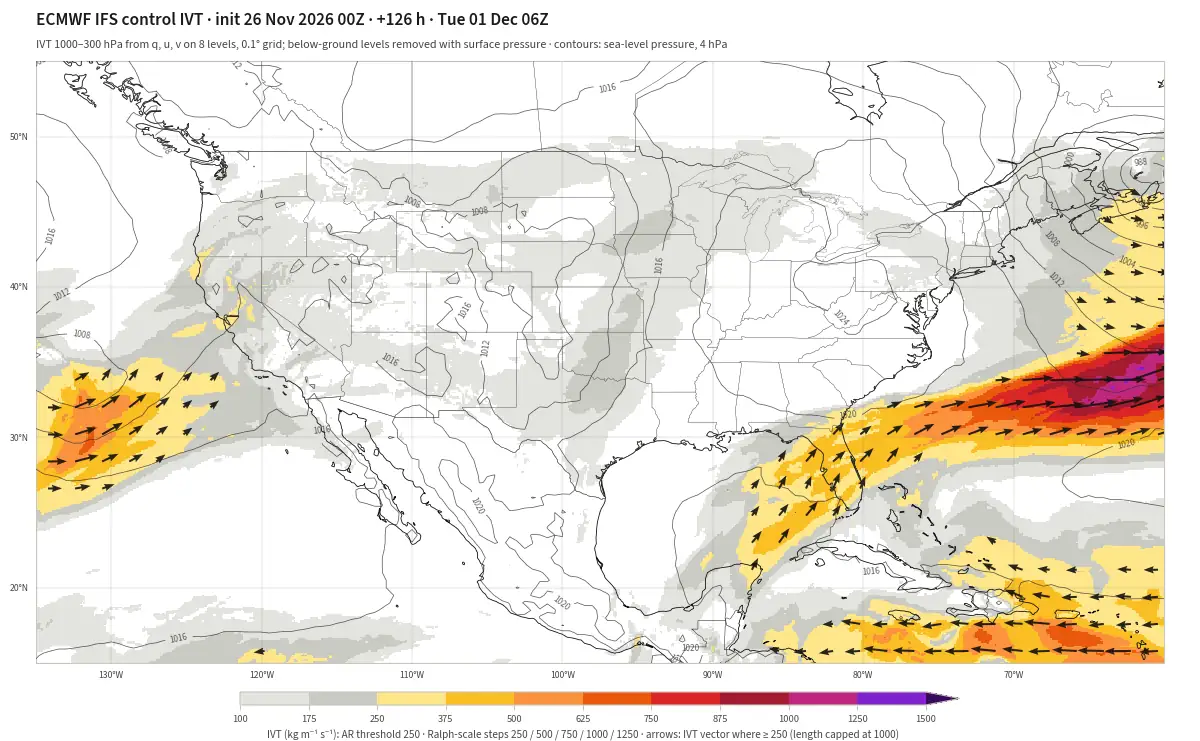 ECMWF IFS control IVT · init 26 Nov 2026 00Z · +126 h · Tue 01 Dec 06Z
IVT 1000–300 hPa from q, u, v on 8 levels, 0.1° grid; below-ground levels removed with surface pressure · contours: sea-level pressure, 4 hPa
12
1016
50°N
1000
988
1008
1008
996
1016
1008
1016
1004
40°N
1012
1012
1016
1024
1008
1012
1016
1020
30°N
1016
1020
1020
1016
20°N
1020
1016
1020
130°W
120°W
110°W
100°W
90°W
80°W
70°W
100
175
250
375
500
625
750
875
1000
1250
1500
IVT (kg m⁻¹ s⁻¹): AR threshold 250 · Ralph-scale steps 250 / 500 / 750 / 1000 / 1250 · arrows: IVT vector where ≥ 250 (length capped at 1000)